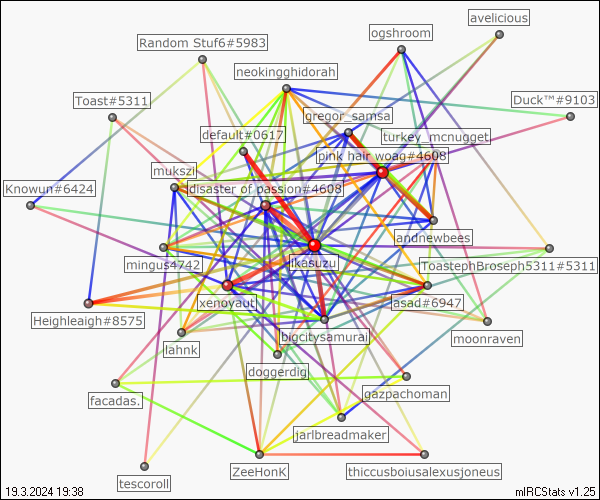 avelicious
ogshroom
Random Stuf6#5983
neokingghidorah
Toast#5311
Duck™#9103
gregor_samsa
default#0617
turkey_mcnugget
pink hair woag#4608
mukszi
disaster of passion#4608
Knowun#6424
andnewbees
mingus4742
ikasuzu
ToastephBroseph5311#5311
xenoyaut
asad#6947
Heighleaigh#8575
bigcitysamurai
moonraven
lahnk
doggerdig
gazpachoman
facadas.
jarlbreadmaker
ZeeHonK
thiccusboiusalexusjoneus
tescoroll
19.3.2024 19:38
mIRCStats v1.25